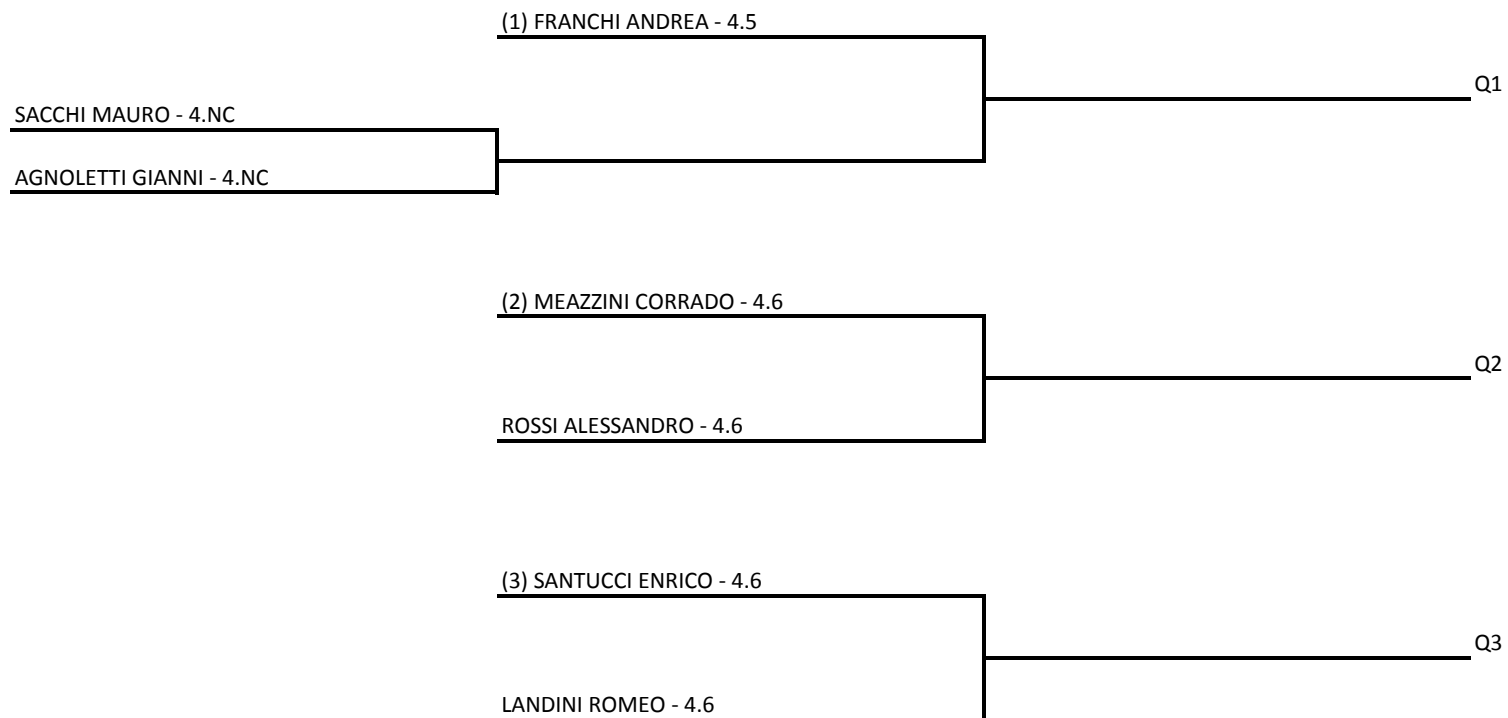 (1) FRANCHI ANDREA - 4.5
Q1
SACCHI MAURO - 4.NC
AGNOLETTI GIANNI - 4.NC
(2) MEAZZINI CORRADO - 4.6
Q2
ROSSI ALESSANDRO - 4.6
(3) SANTUCCI ENRICO - 4.6
Q3
LANDINI ROMEO - 4.6